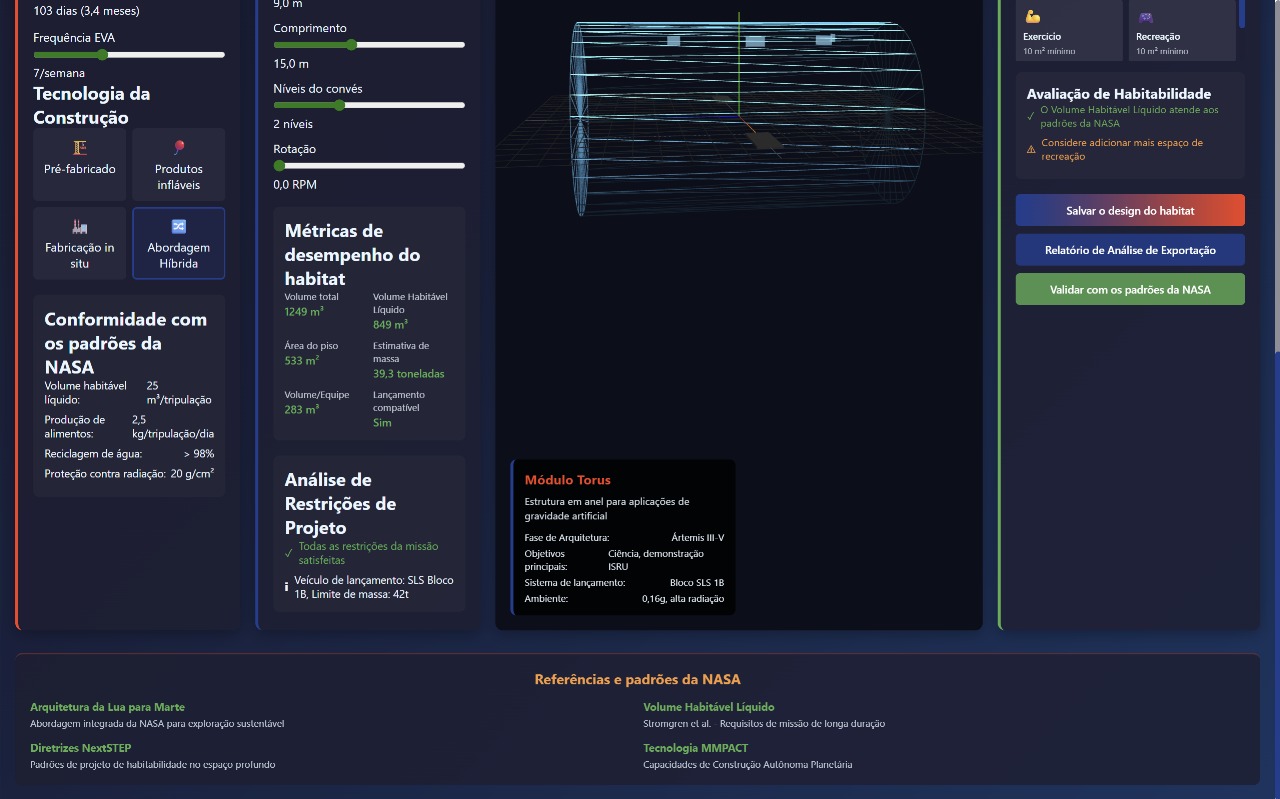 103 dias (3,4 meses)
Frequência EVA
7/semana
Tecnologia da
Construção
Pré-fabricado
Produtos
infláveis
Fabricação in
situ
Abordagem
Híbrida
Conformidade com
os padrões da
NASA
Volume habitável
líquido:
25
m³/tripulação
Produção de
alimentos:
2,5
kg/tripulação/dia
Reciclagem de água:
> 98%
Proteção contra radiação:
20 g/cm²
9,0 m
Comprimento
15,0 m
Níveis do convés
2 níveis
Rotação
0,0 RPM
Métricas de
desempenho do
habitat
Volume total
1249 m³
Volume Habitável
Líquido
849 m³
Área do piso
533 m²
Estimativa de
massa
39,3 toneladas
Volume/Equipe
283 m³
Lançamento
compatível
Sim
Análise de
Restrições de
Projeto
✓ Todas as restrições da missão
satisfeitas
Veículo de lançamento: SLS Bloco
1B, Limite de massa: 42t
Módulo Torus
Estrutura em anel para aplicações de
gravidade artificial
Fase de Arquitetura:
Ártemis III-V
Objetivos
principais:
Ciência, demonstração
ISRU
Sistema de lançamento:
Bloco SLS 1B
Ambiente:
0,16g, alta radiação
Exercício
10 m² mínimo
Recreação
10 m² mínimo
Avaliação de Habitabilidade
✓ O Volume Habitável Líquido atende aos
padrões da NASA
⚠ Considere adicionar mais espaço de
recreação
Salvar o design do habitat
Relatório de Análise de Exportação
Validar com os padrões da NASA
Referências e padrões da NASA
Arquitetura da Lua para Marte
Abordagem integrada da NASA para exploração sustentável
Volume Habitável Líquido
Stromgren et al. Requisitos de missão de longa duração
Diretrizes NextSTEP
Padrões de projeto de habitabilidade no espaço profundo
Tecnologia MMPACT
Capacidades de Construção Autônoma Planetária